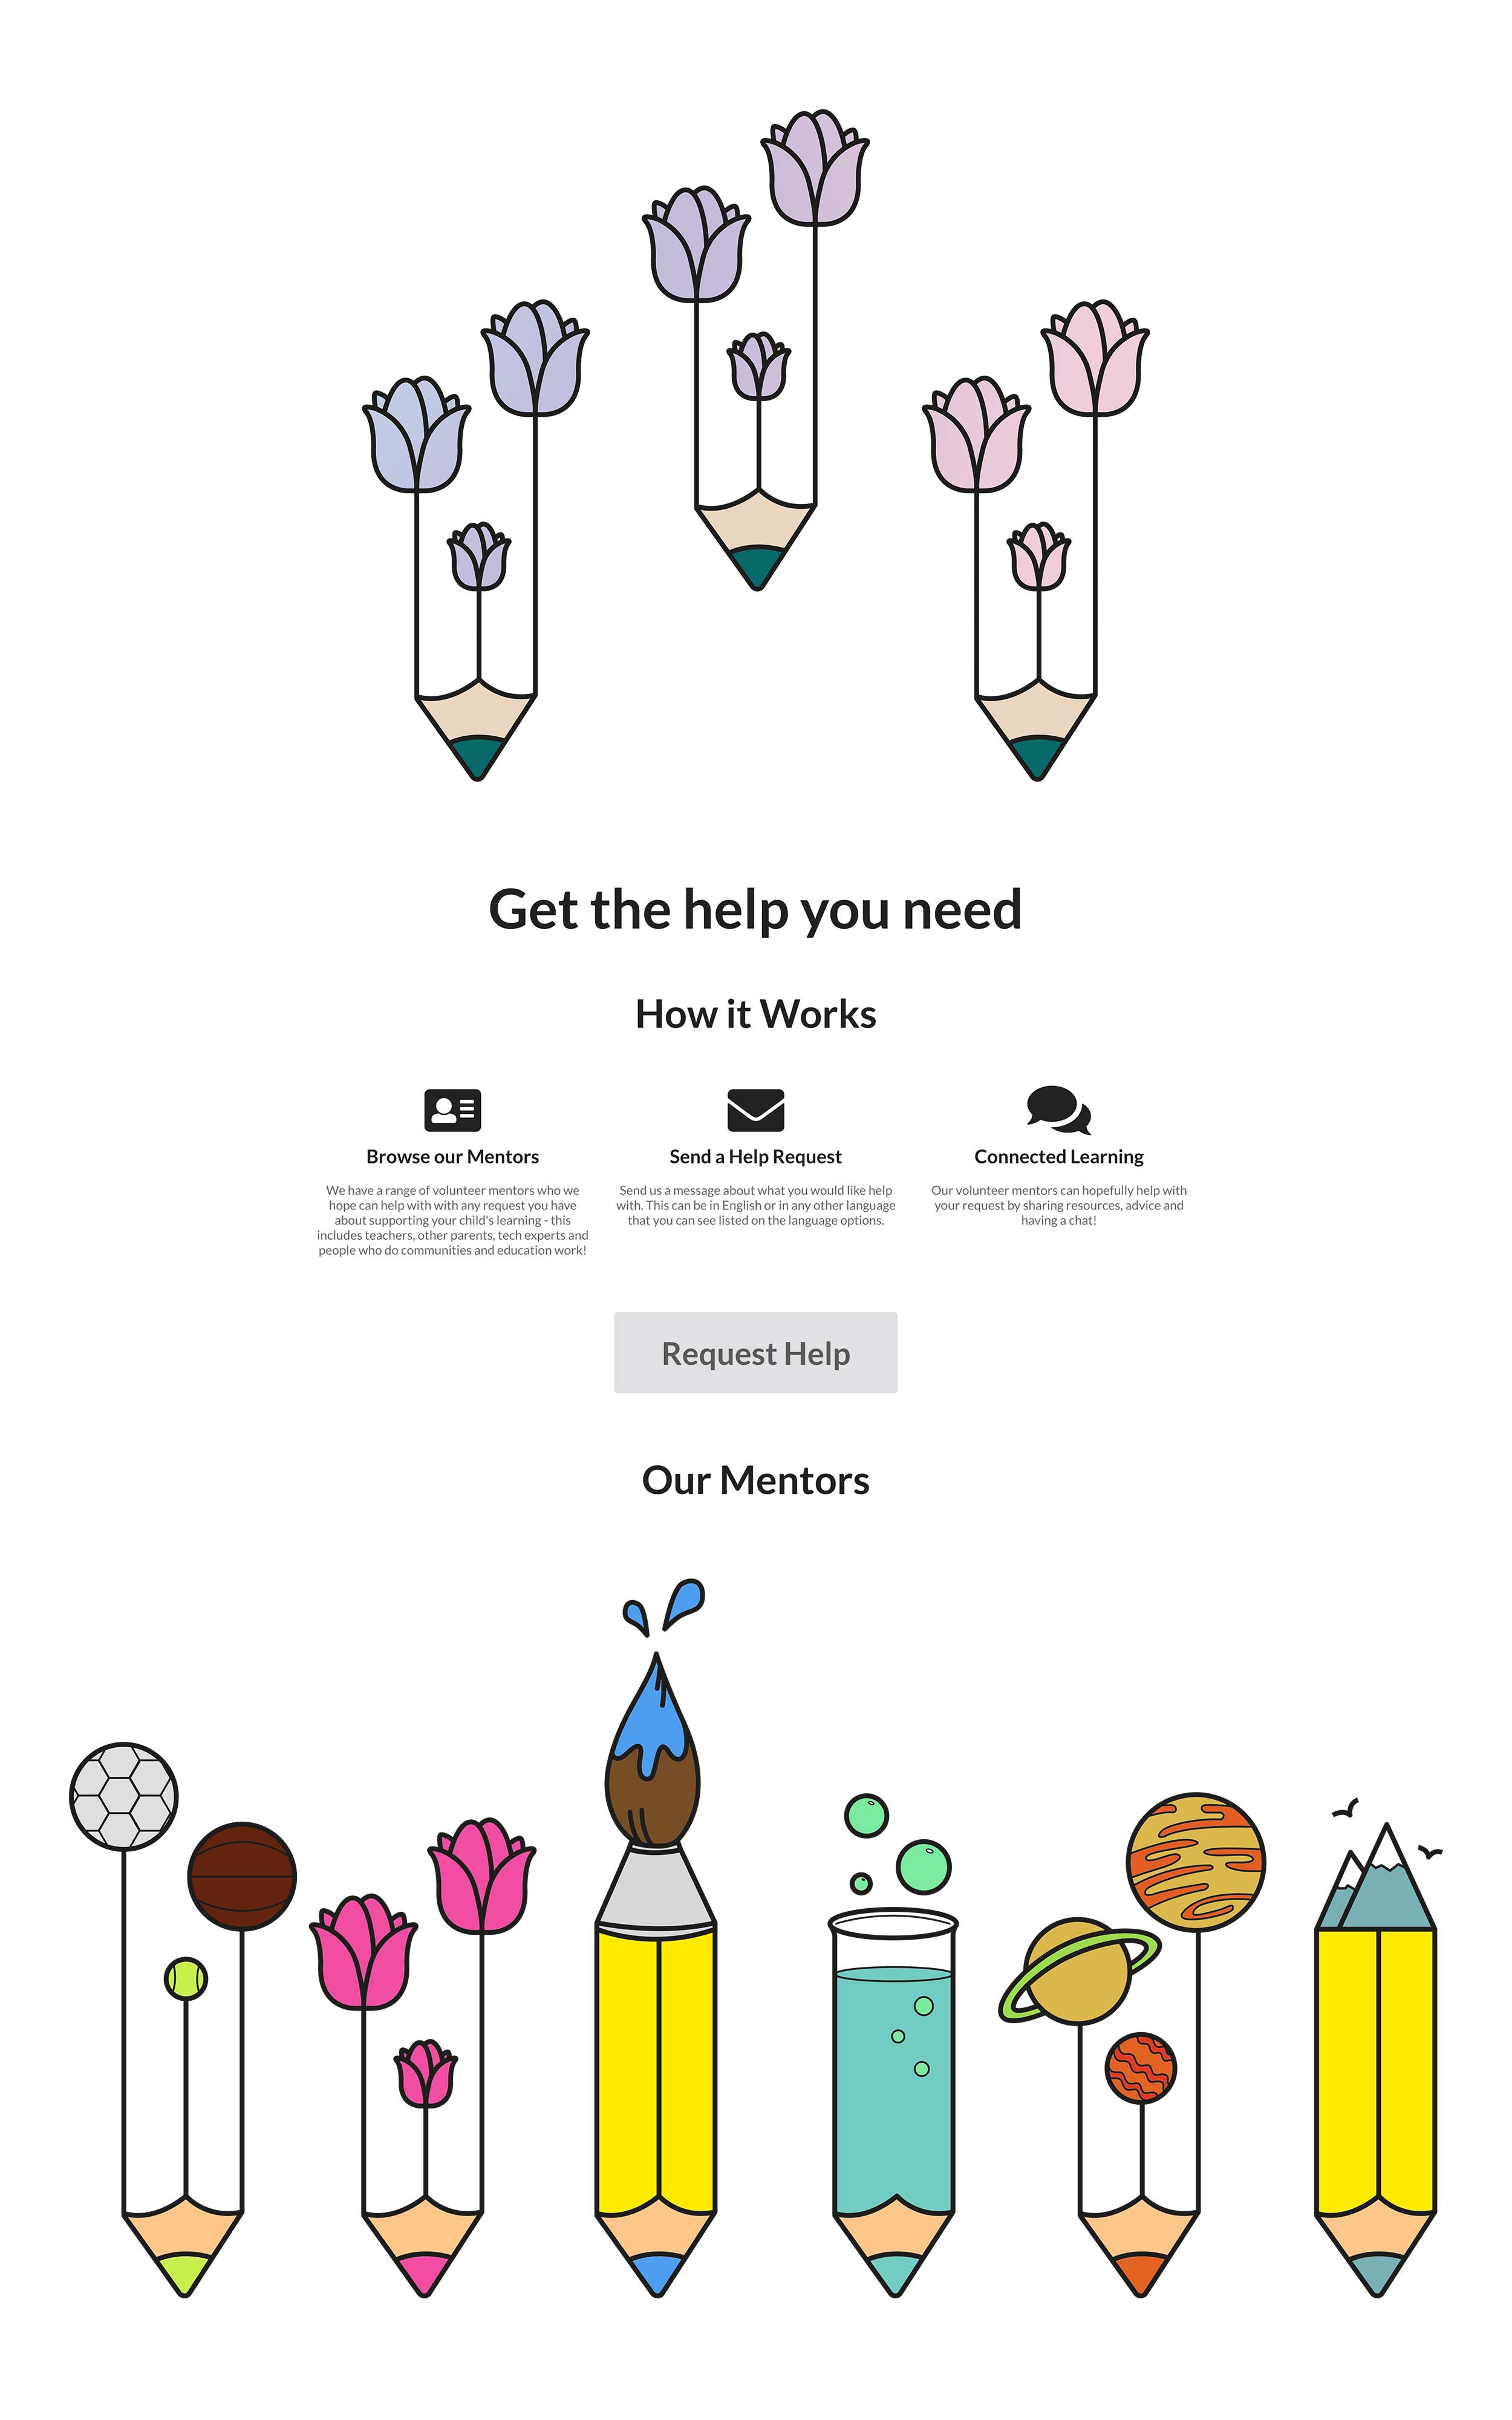 Get the help you need
How it Works
Browse our Mentors
We have a range of volunteer mentors who we
hope can help with with any request you have
about supporting your child's learning - this
includes teachers, other parents, tech experts and
people who do communities and education work!
Send a Help Request
Send us a message about what you would like help
with. This can be in English or in any other language
that you can see listed on the language options.
Connected Learning
Our volunteer mentors can hopefully help with
your request by sharing resources, advice and
having a chat!
Request Help
Our Mentors